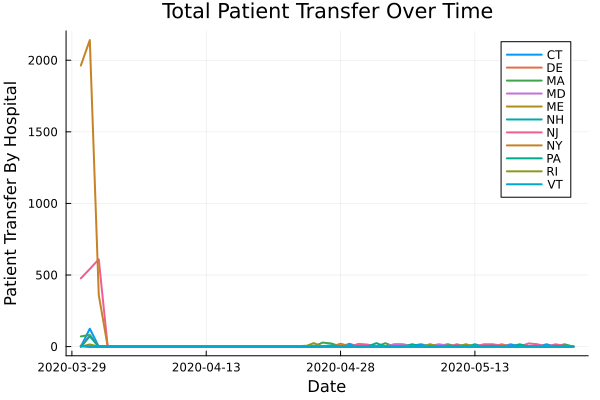 Total Patient Transfer Over Time
Patient Transfer By Hospital
2000
1500
1000
500
0
2020-03-29
2020-04-13
2020-04-28
2020-05-13
Date
CT
DE
MA
MD
ME
NH
NJ
NY
PA
RI
VT